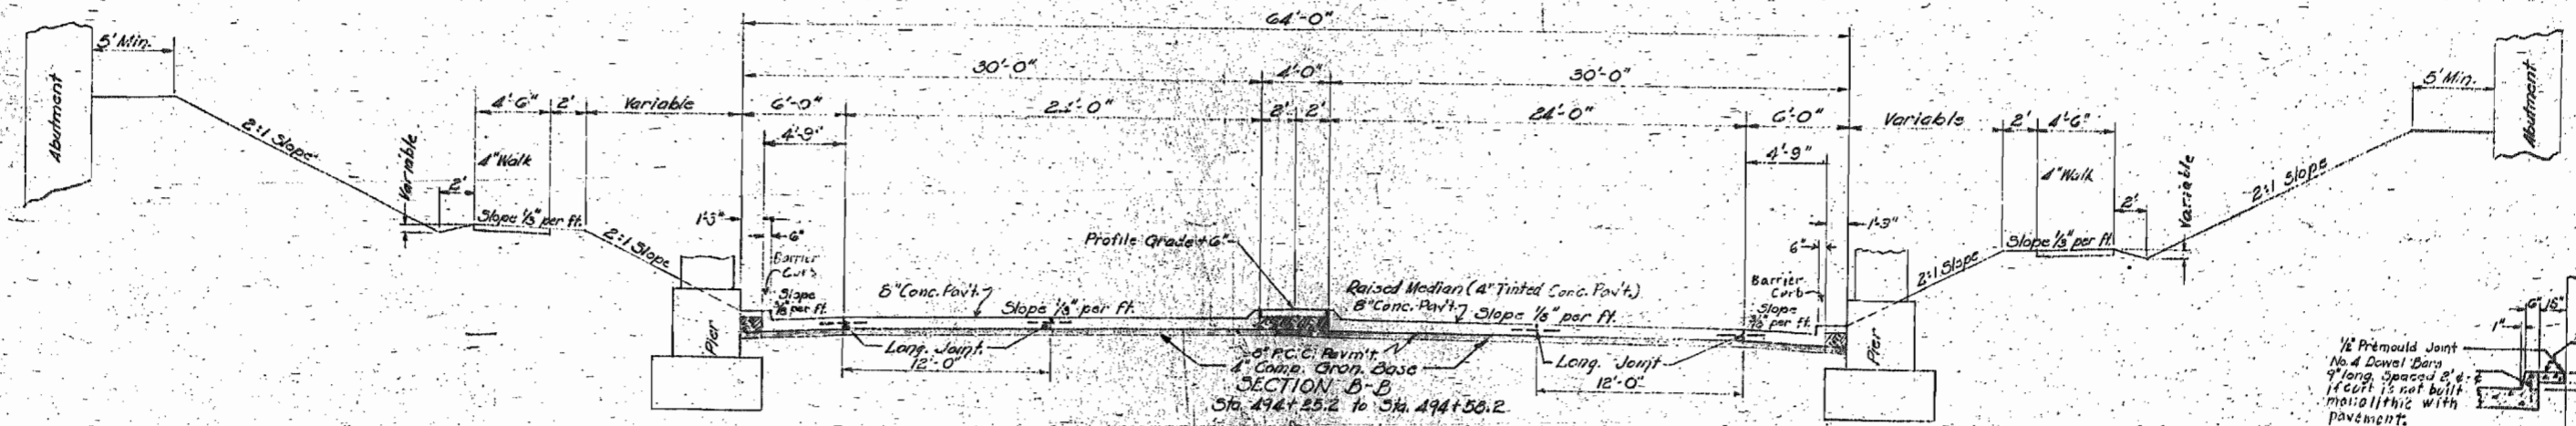 64'-0"
5' Min.
30'-0"
4'-0"
30'-0"
5' Min.
Abutment
4'-6"
2'
Variable
6'-0"
24'-0"
2'
2'
24'-0"
6'-0"
Variable
2'
4'-6"
Abutment
4'-9"
4'-9"
2:1 Slope
Variable
4" Walk
4" Walk
Variable
2:1 Slope
2'
2'
Slope 1/8" per ft.
1'-3"
6"
Profile Grade + 6"
6"
1'-3"
Slope 1/8" per ft.
2:1 Slope
Barrier
Curb
Slope
per ft.
8" Conc. Pav't.
Slope 1/8" per ft.
Raised Median (4" Tinted Conc. Pav't.)
8" Conc. Pav't.
Slope 1/8" per ft.
Barrier
Curb
Slope
per ft.
2:1 Slope
Pier
Long. Joint
12'-0"
8" P.C.C. Pavm't.
4" Comp. Gran. Base
Long. Joint
12'-0"
Pier
SECTION B-B
Sta. 494+25.2 to Sta. 494+58.2
6"
18"
1"
1/2" Premould Joint
No. 4 Dowel Bars
9" long, Spaced 2'
if curb is not built
monolithic with
pavement.